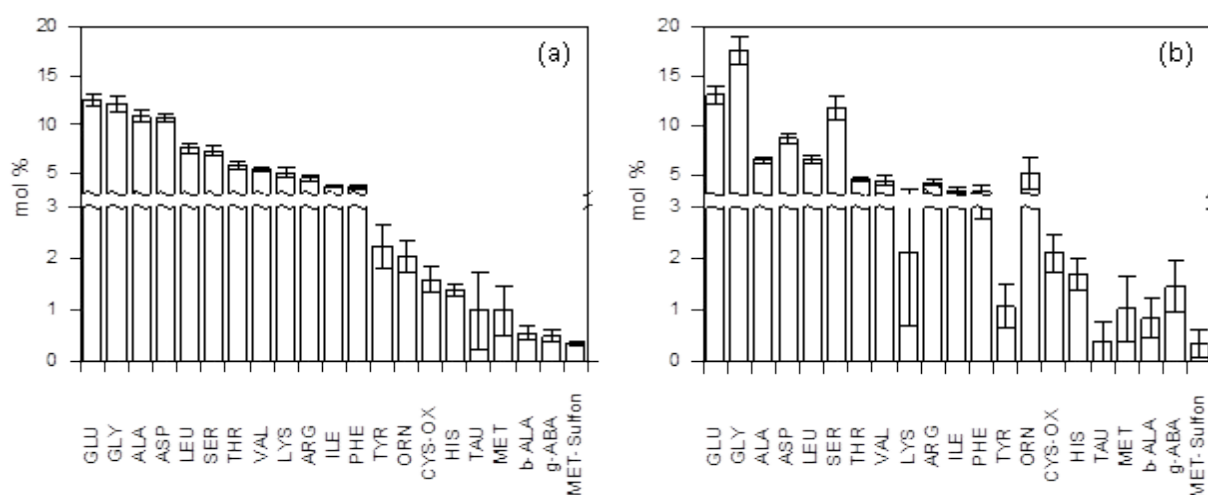 20
15
10
5
3
2
1
0
mol %
(a)
GLU GLY ALA ASP LEU SER THR VAL LYS ARG ILE PHE TYR ORN CYS-OX HIS TAU MET b-ALA g-ABA MET-Sulfon
20
15
10
5
3
2
1
0
mol %
(b)
GLU GLY ALA ASP LEU SER THR VAL LYS ARG ILE PHE TYR ORN CYS-OX HIS TAU MET b-ALA g-ABA MET-Sulfon